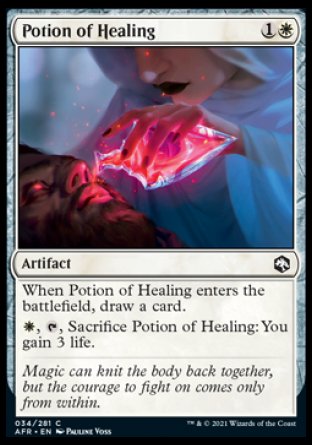 Potion of Healing 1
Artifact
When Potion of Healing enters the
battlefield, draw a card.
, , Sacrifice Potion of Healing: You
gain 3 life.
Magic can knit the body back together,
but the courage to fight on comes only
from within.
034/281 C
AFR • EN PAULINE VOSS ™ & © 2021 Wizards of the Coast